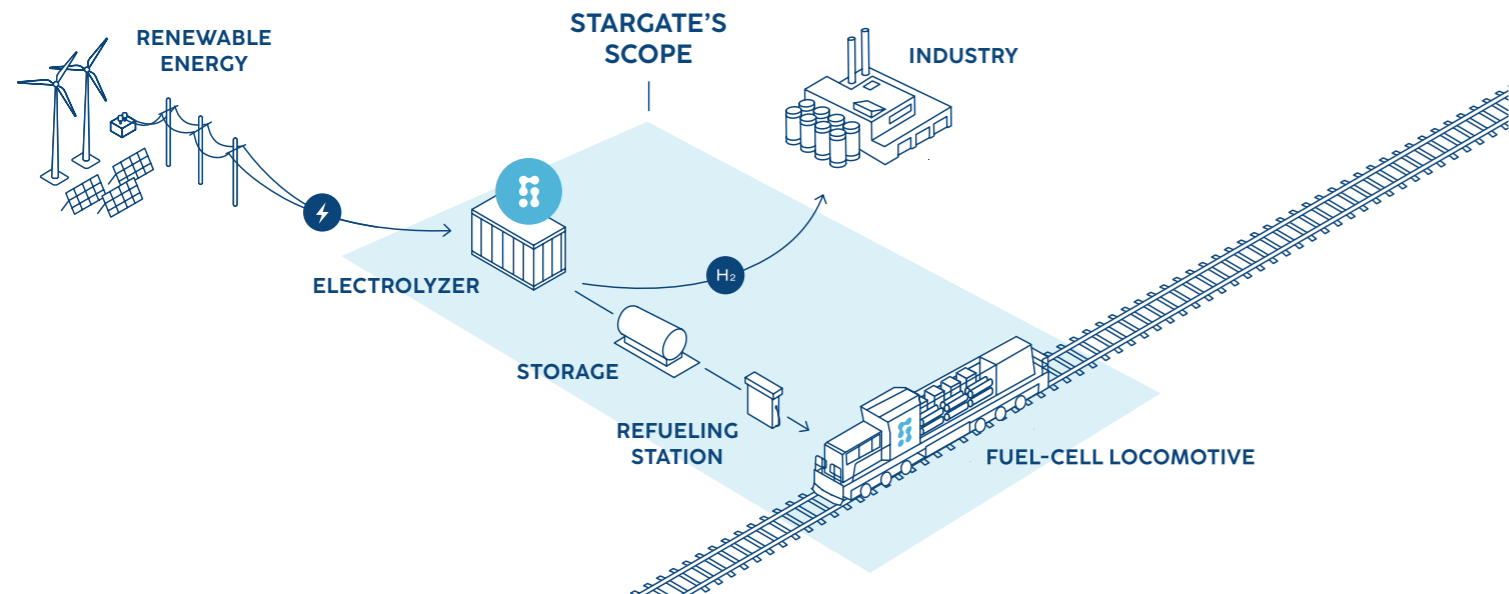 RENEWABLE
ENERGY
STARGATE'S
SCOPE
INDUSTRY
ELECTROLYZER
H₂
STORAGE
REFUELING
STATION
FUEL-CELL LOCOMOTIVE